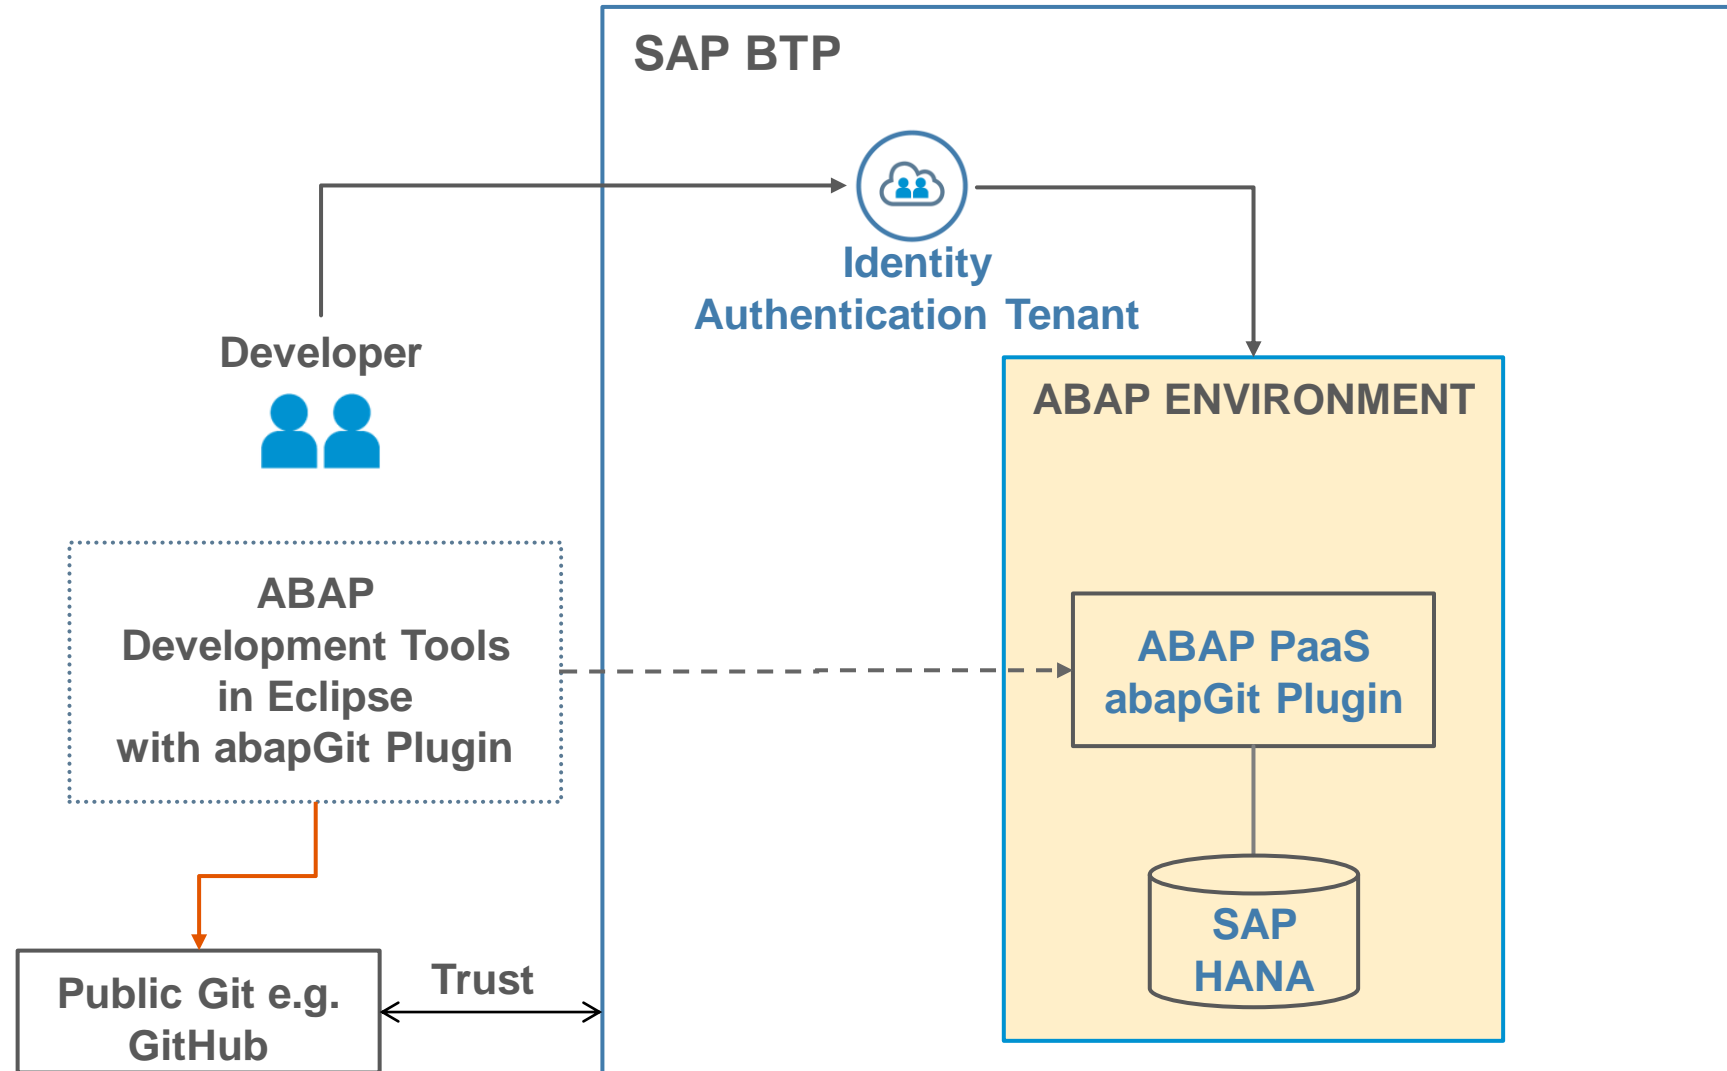 SAP BTP
Identity
Authentication Tenant
Developer
ABAP ENVIRONMENT
ABAP
Development Tools
in Eclipse
with abapGit Plugin
ABAP PaaS
abapGit Plugin
SAP
HANA
Trust
Public Git e.g.
GitHub